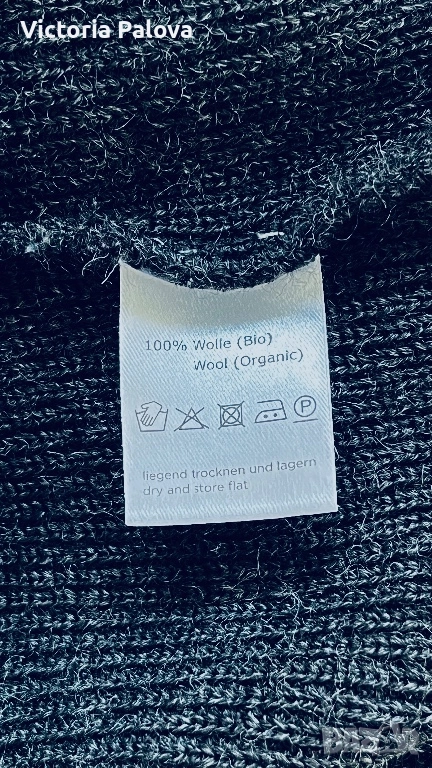 Victoria Palova
100% Wolle (Bio)
Wool (Organic)
P
liegend trocknen und lagern
dry and store flat